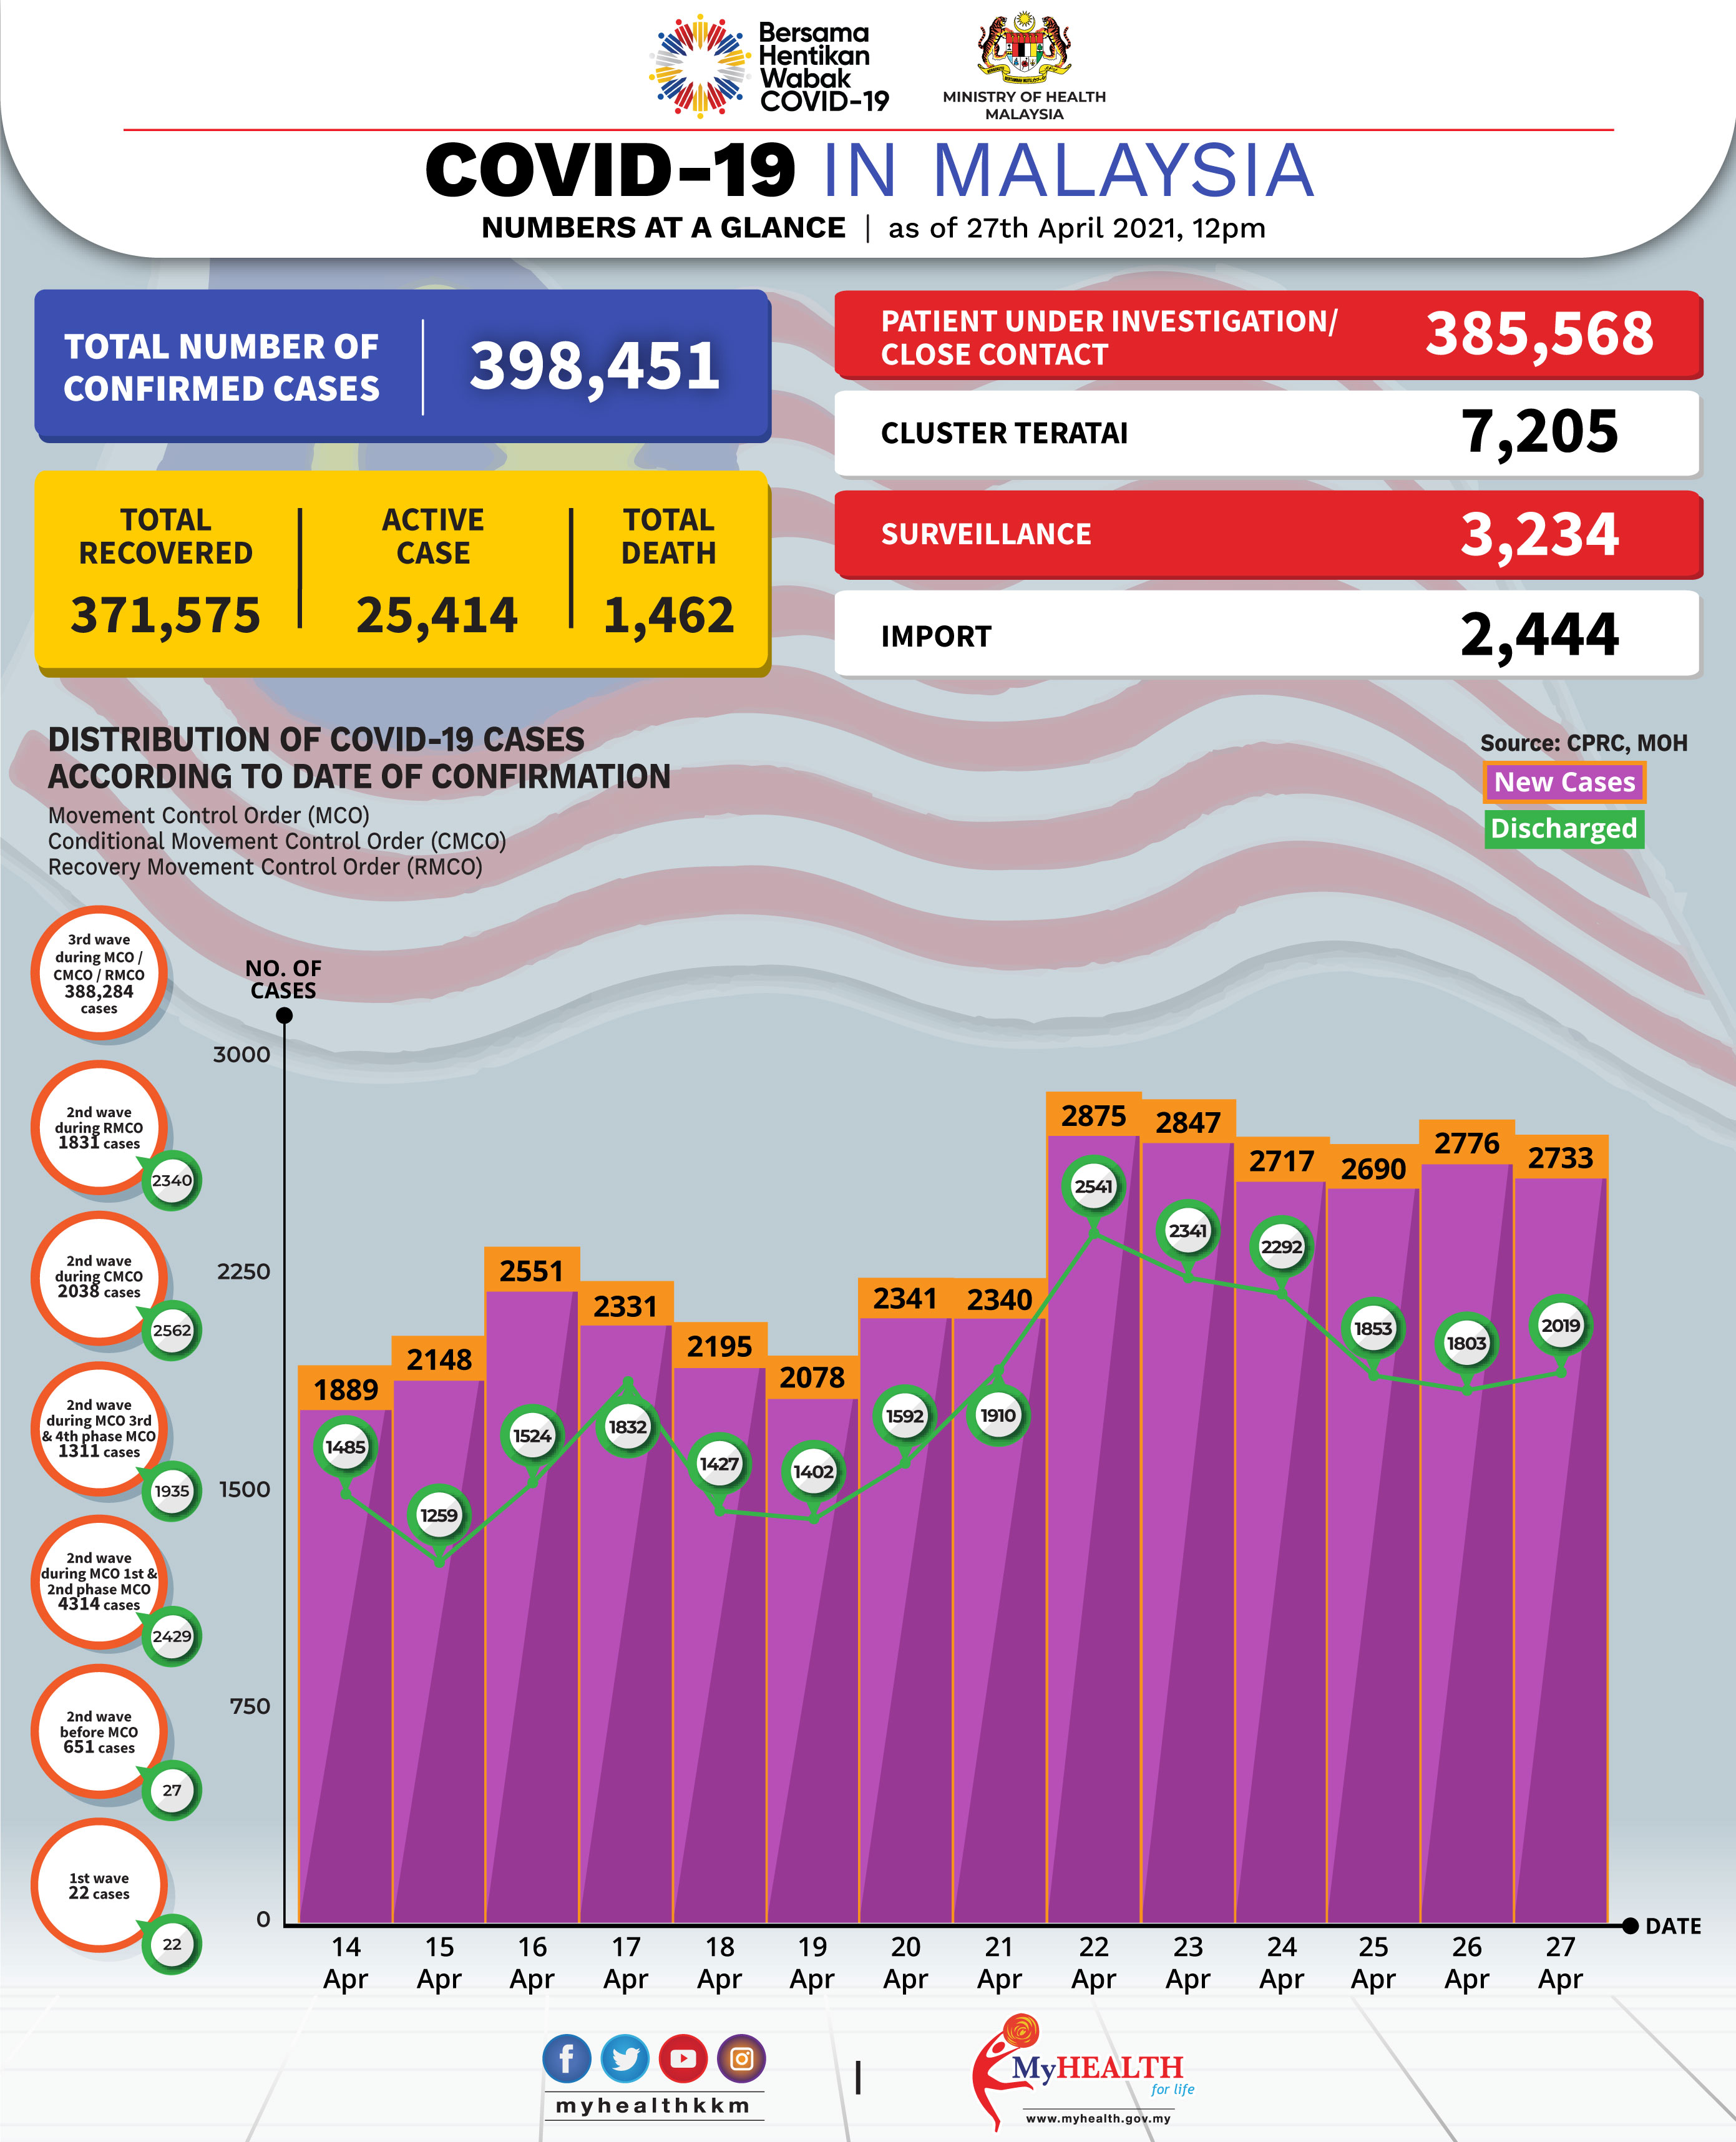 Bersama
Hentikan
Wabak
COVID-19
MINISTRY OF HEALTH
MALAYSIA
COVID-19 IN MALAYSIA
NUMBERS AT A GLANCE | as of 27th April 2021, 12pm
TOTAL NUMBER OF
CONFIRMED CASES
398,451
TOTAL
RECOVERED
371,575
ACTIVE
CASE
25,414
TOTAL
DEATH
1,462
PATIENT UNDER INVESTIGATION/
CLOSE CONTACT
385,568
CLUSTER TERATAI
7,205
SURVEILLANCE
3,234
IMPORT
2,444
DISTRIBUTION OF COVID-19 CASES
ACCORDING TO DATE OF CONFIRMATION
Movement Control Order (MCO)
Conditional Movement Control Order (CMCO)
Recovery Movement Control Order (RMCO)
Source: CPRC, MOH
New Cases
Discharged
3rd wave
during MCO /
CMCO / RMCO
388,284
cases
2nd wave
during RMCO
1831 cases
2340
2nd wave
during CMCO
2038 cases
2562
2nd wave
during MCO 3rd
& 4th phase MCO
1311 cases
1935
2nd wave
during MCO 1st &
2nd phase MCO
4314 cases
2429
2nd wave
before MCO
651 cases
27
1st wave
22 cases
22
NO. OF
CASES
3000
2250
1500
750
0
1889
2148
2551
2331
2195
2078
2341
2340
2875
2847
2717
2690
2776
2733
1485
1259
1524
1832
1427
1402
1592
1910
2541
2341
2292
1853
1803
2019
DATE
14
Apr
15
Apr
16
Apr
17
Apr
18
Apr
19
Apr
20
Apr
21
Apr
22
Apr
23
Apr
24
Apr
25
Apr
26
Apr
27
Apr
myhealthkkm
|
MyHEALTH
for life
www.myhealth.gov.my